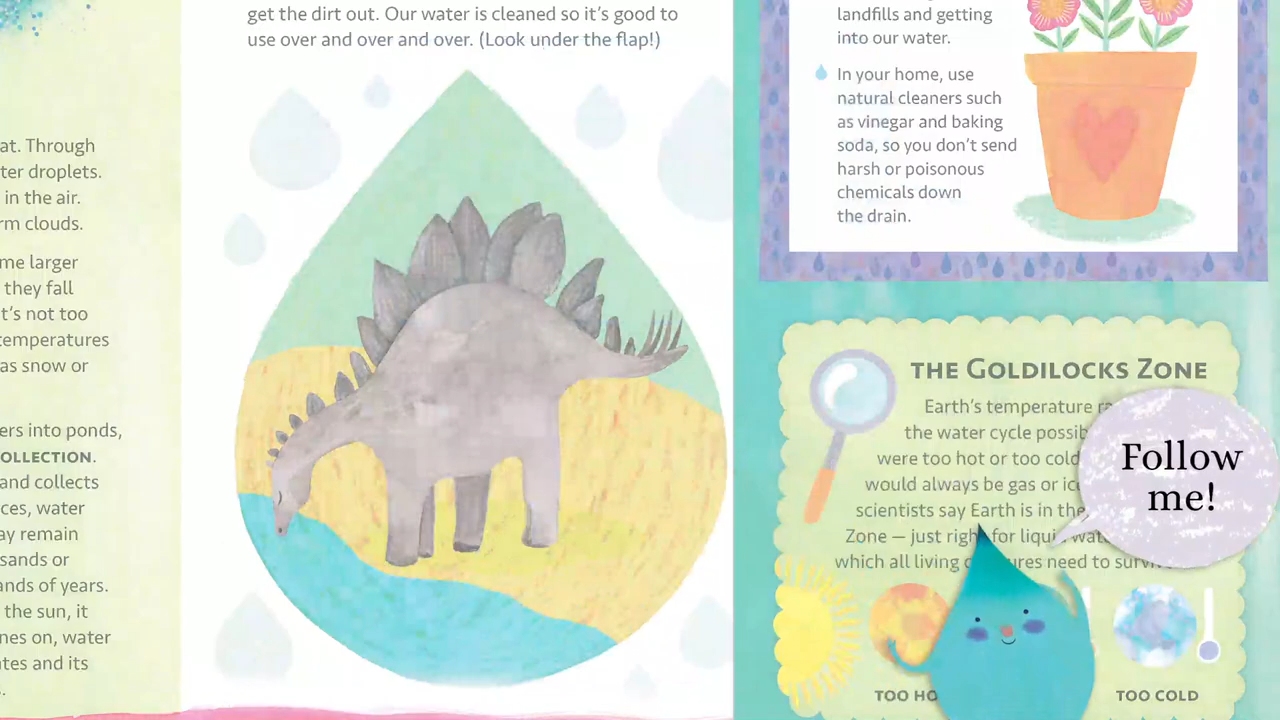 at. Through
ter droplets.
in the air.
rm clouds.
me larger
they fall
t's not too
temperatures
as snow or
ers into ponds,
OLLECTION.
and collects
ces, water
ay remain
sands or
ands of years.
the sun, it
nes on, water
ates and its
s.
get the dirt out. Our water is cleaned so it's good to
use over and over and over. (Look under the flap!)
landfills and getting
into our water.
In your home, use
natural cleaners such
as vinegar and baking
soda, so you don't send
harsh or poisonous
chemicals down
the drain.
THE GOLDILOCKS ZONE
Earth's temperature
the water cycle possib
were too hot or too cold
would always be gas or
scientists say Earth is in the
Zone — just right for liquid
which all living need to
TOO HO
TOO COLD
Follow
me!